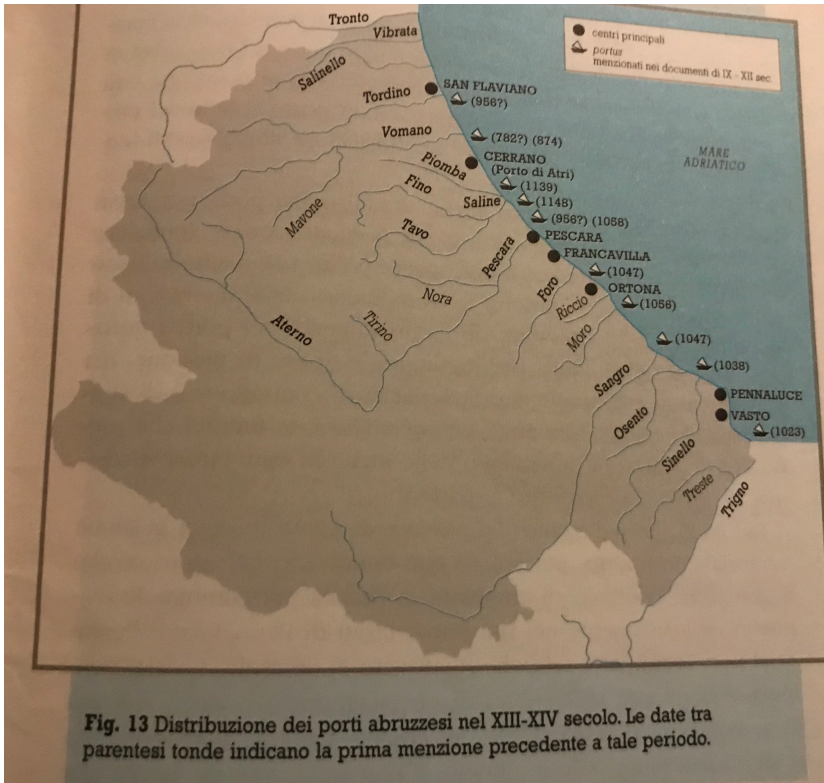 Tronto
Vibrata
centri principali
portus
menzionati nei documenti di IX - XII sec.
Salinello
Tordino
SAN FLAVIANO
(956?)
Vomano
(782?) (874)
MARE
ADRIATICO
Piomba
CERRANO
(Porto di Atri)
(1139)
Fino
Saline
(1148)
Mavone
(956?) (1058)
Tavo
PESCARA
Pescara
FRANCAVILLA
(1047)
Nora
Foro
ORTONA
Riccio
(1056)
Aterno
Tirino
Moro
(1047)
(1038)
Sangro
PENNALUCE
Osento
VASTO
(1023)
Sinello
Treste
Trigno
Fig. 13 Distribuzione dei porti abruzzesi nel XIII-XIV secolo. Le date tra
parentesi tonde indicano la prima menzione precedente a tale periodo.